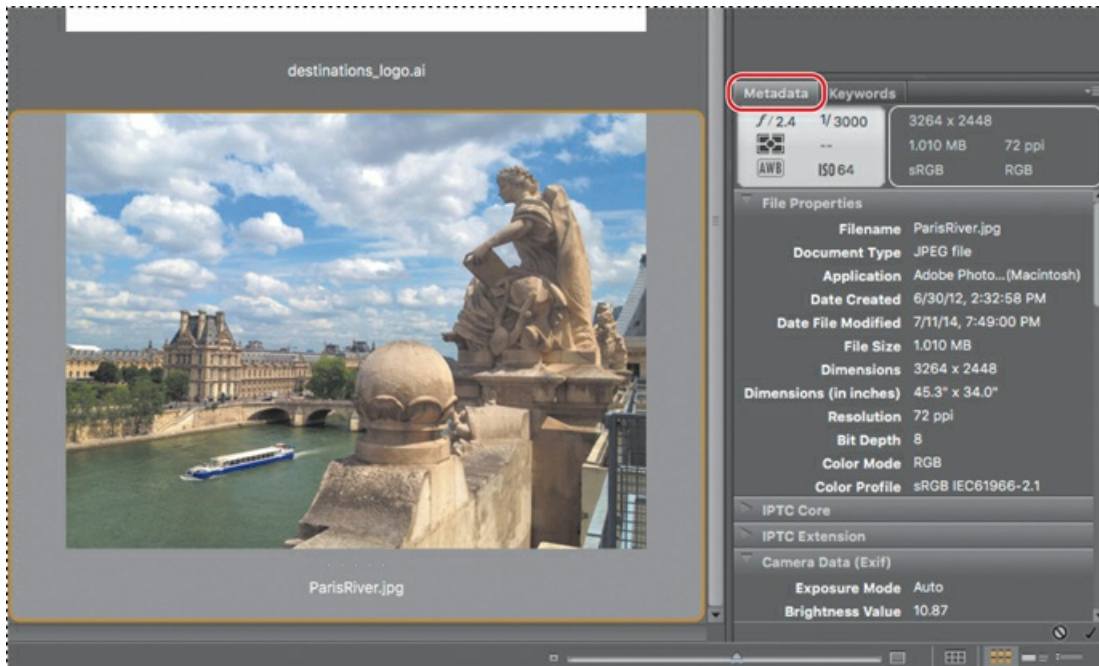 destinations_logo.ai
ParisRiver.jpg
Metadata Keywords
f/2.4 1/3000
--
AWB ISO 64
3264 x 2448
1.010 MB 72 ppi
sRGB RGB
File Properties
Filename ParisRiver.jpg
Document Type JPEG file
Application Adobe Photo...(Macintosh)
Date Created 6/30/12, 2:32:58 PM
Date File Modified 7/11/14, 7:49:00 PM
File Size 1.010 MB
Dimensions 3264 x 2448
Dimensions (in inches) 45.3" x 34.0"
Resolution 72 ppi
Bit Depth 8
Color Mode RGB
Color Profile sRGB IEC61966-2.1
IPTC Core
IPTC Extension
Camera Data (Exif)
Exposure Mode Auto
Brightness Value 10.87